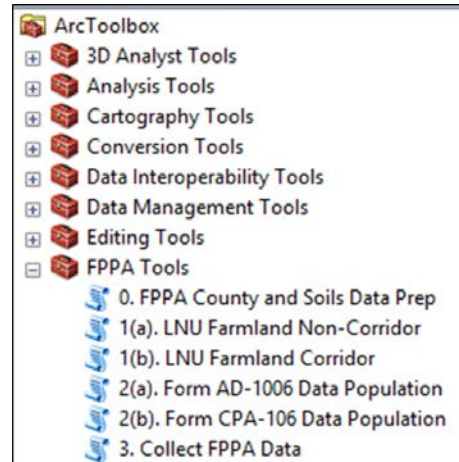 ArcToolbox
3D Analyst Tools
Analysis Tools
Cartography Tools
Conversion Tools
Data Interoperability Tools
Data Management Tools
Editing Tools
FPPA Tools
0. FPPA County and Soils Data Prep
1(a). LNU Farmland Non-Corridor
1(b). LNU Farmland Corridor
2(a). Form AD-1006 Data Population
2(b). Form CPA-106 Data Population
3. Collect FPPA Data